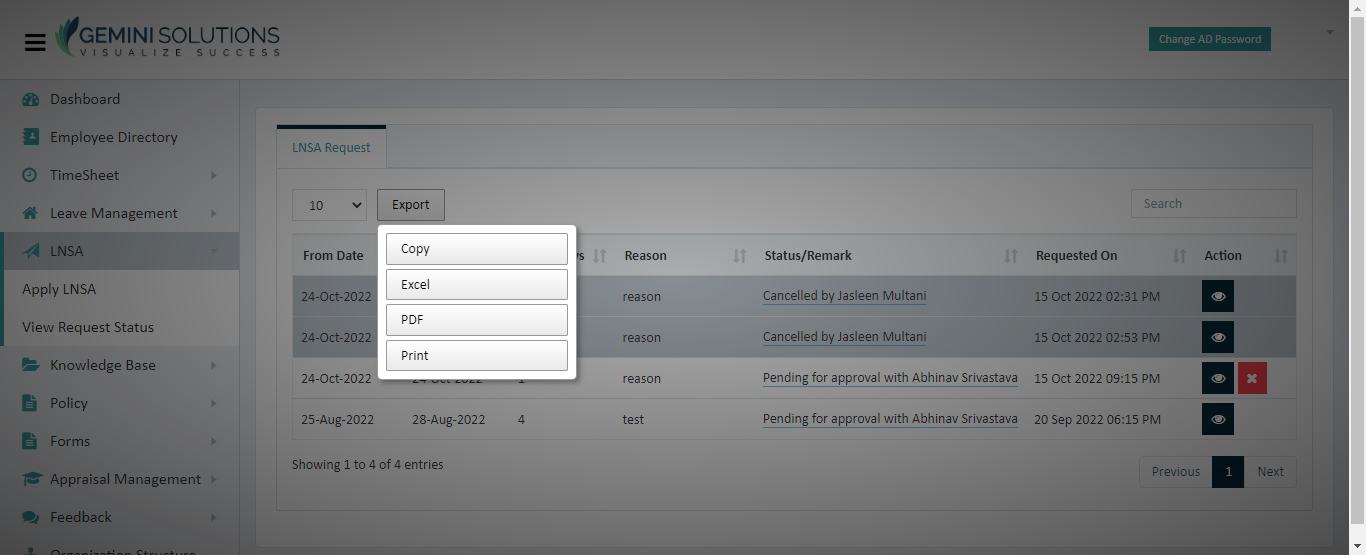 GEMINI SOLUTIONS
VISUALIZE SUCCESS
Change AD Password
Dashboard
Employee Directory
TimeSheet
Leave Management
LNSA
Apply LNSA
View Request Status
Knowledge Base
Policy
Forms
Appraisal Management
Feedback
Organization Structure
LNSA Request
10 Export Search
Copy
Excel
PDF
Print
From Date Reason Status/Remark Requested On Action
24-Oct-2022 reason Cancelled by Jasleen Multani 15 Oct 2022 02:31 PM
24-Oct-2022 reason Cancelled by Jasleen Multani 15 Oct 2022 02:53 PM
24-Oct-2022 24-Oct-2022 1 reason Pending for approval with Abhinav Srivastava 15 Oct 2022 09:15 PM
25-Aug-2022 28-Aug-2022 4 test Pending for approval with Abhinav Srivastava 20 Sep 2022 06:15 PM
Showing 1 to 4 of 4 entries
Previous 1 Next